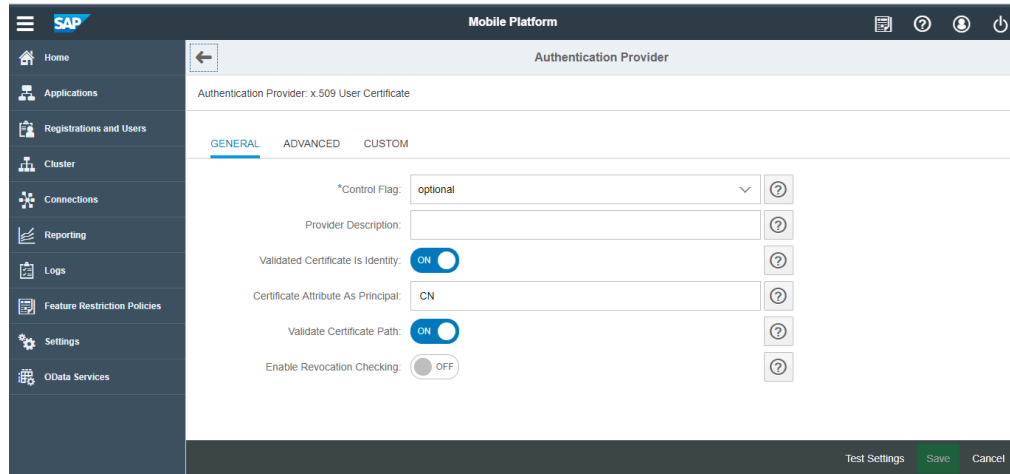 SAP
Mobile Platform
Home
Applications
Registrations and Users
Cluster
Connections
Reporting
Logs
Feature Restriction Policies
Settings
OData Services
Authentication Provider
Authentication Provider: x.509 User Certificate
GENERAL ADVANCED CUSTOM
*Control Flag: optional
Provider Description:
Validated Certificate Is Identity: ON
Certificate Attribute As Principal: CN
Validate Certificate Path: ON
Enable Revocation Checking: OFF
Test Settings Save Cancel